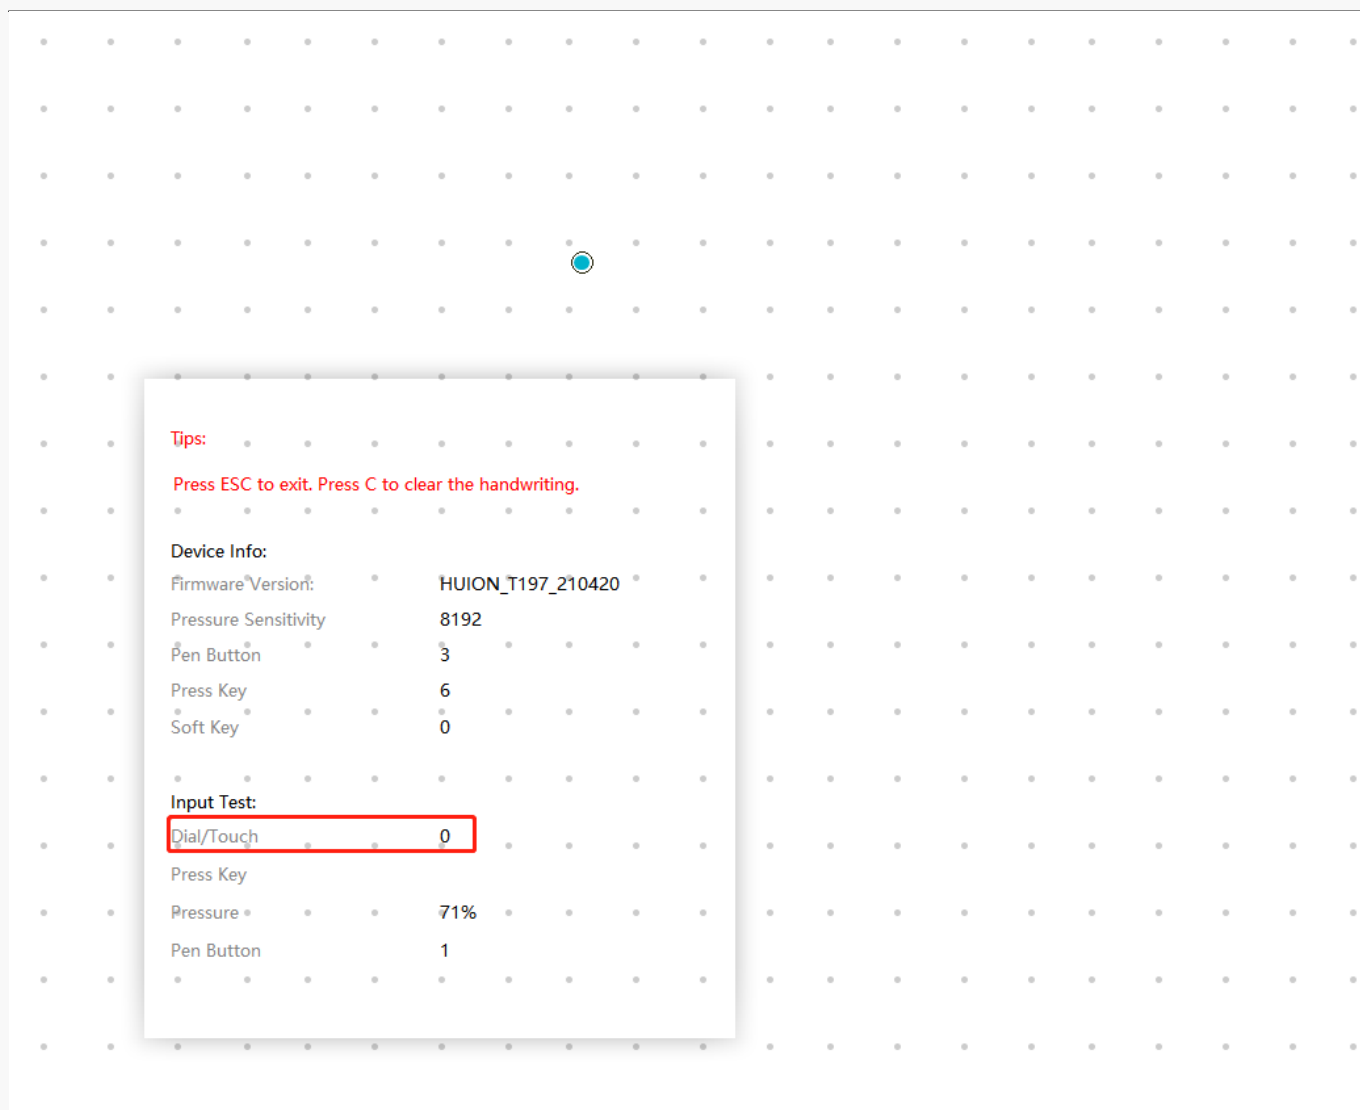 Tips:
Press ESC to exit. Press C to clear the handwriting.
Device Info:
Firmware Version: HUION_T197_210420
Pressure Sensitivity 8192
Pen Button 3
Press Key 6
Soft Key 0
Input Test:
Dial/Touch 0
Press Key
Pressure 71%
Pen Button 1